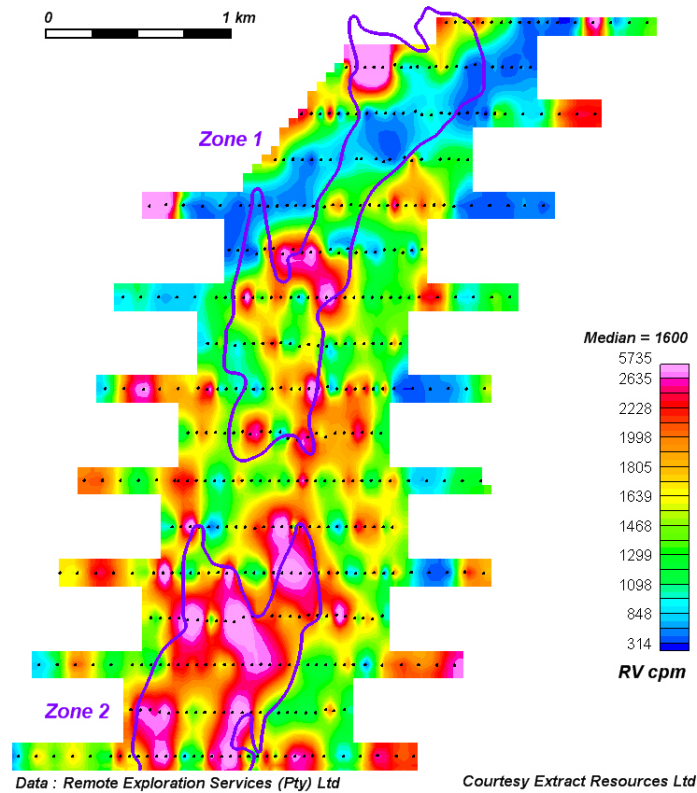 0 1 km
Zone 1
Median = 1600
5735
2635
2228
1998
1805
1639
1468
1299
1098
848
314
RV cpm
Zone 2
Data : Remote Exploration Services (Pty) Ltd
Courtesy Extract Resources Ltd